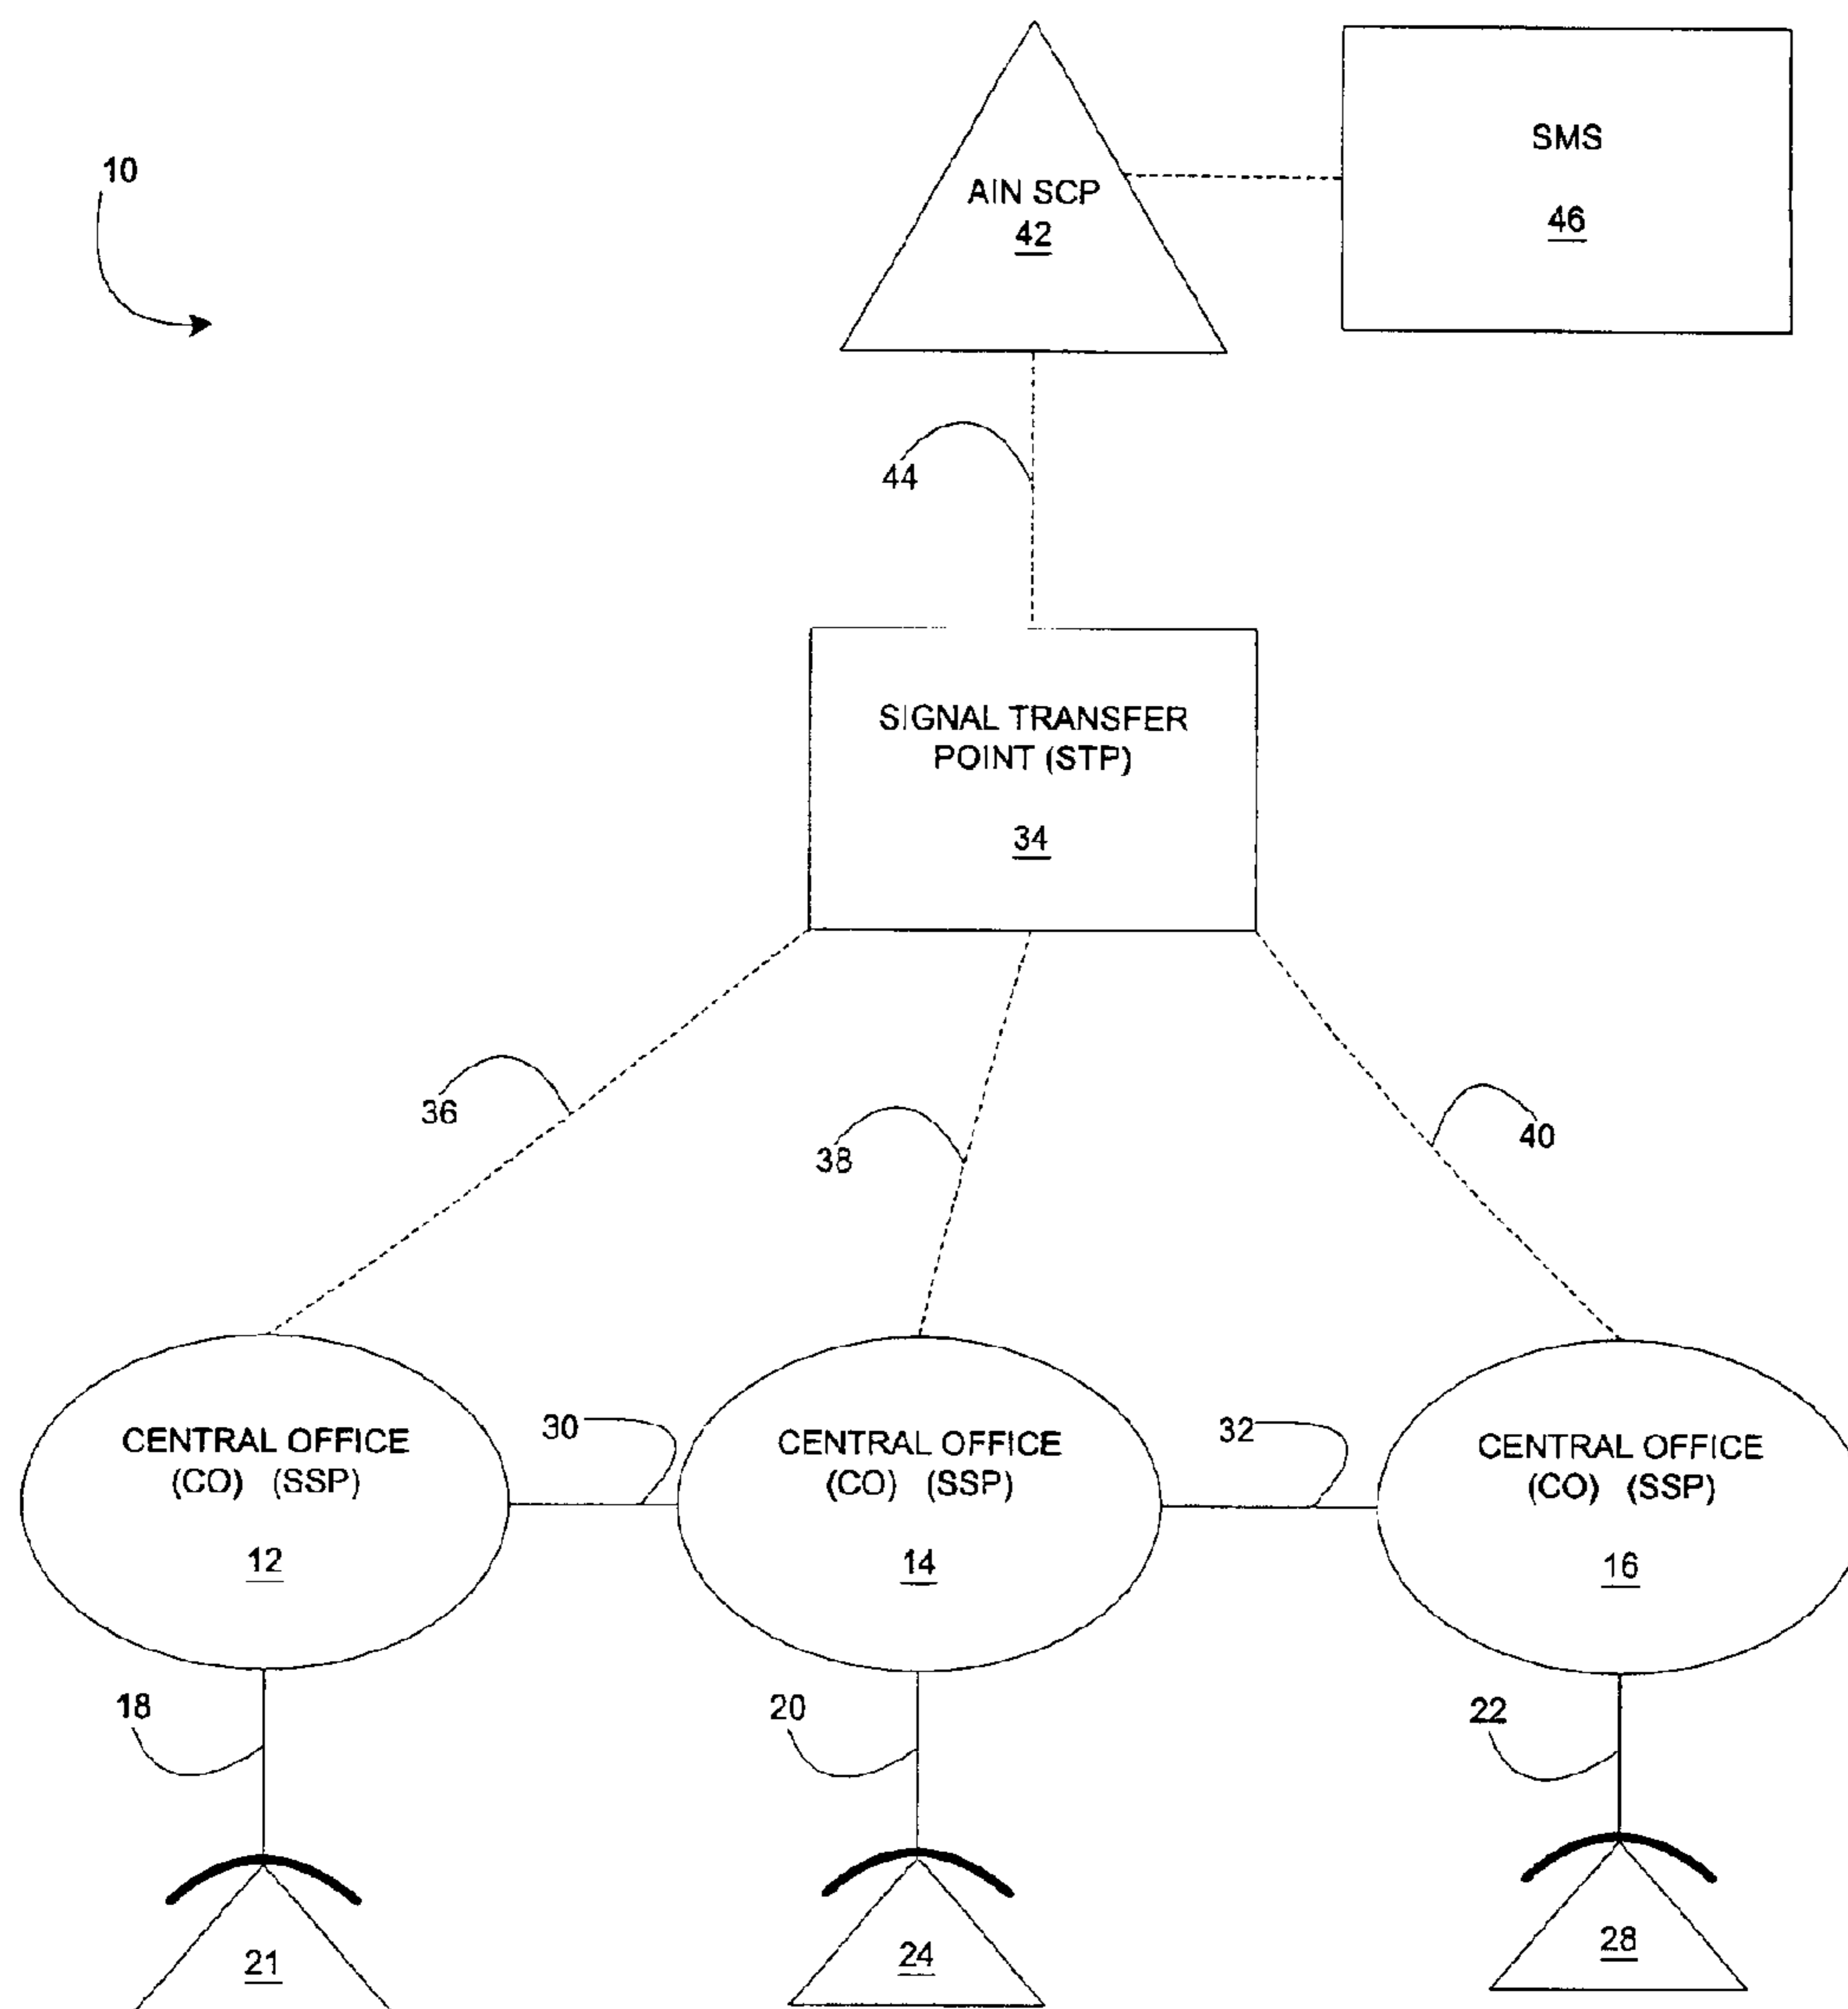 10
AIN SCP
42
SMS
46
44
SIGNAL TRANSFER
POINT (STP)
34
36
38
40
CENTRAL OFFICE
(CO) (SSP)
12
30
CENTRAL OFFICE
(CO) (SSP)
14
32
CENTRAL OFFICE
(CO) (SSP)
16
18
20
22
21
24
28